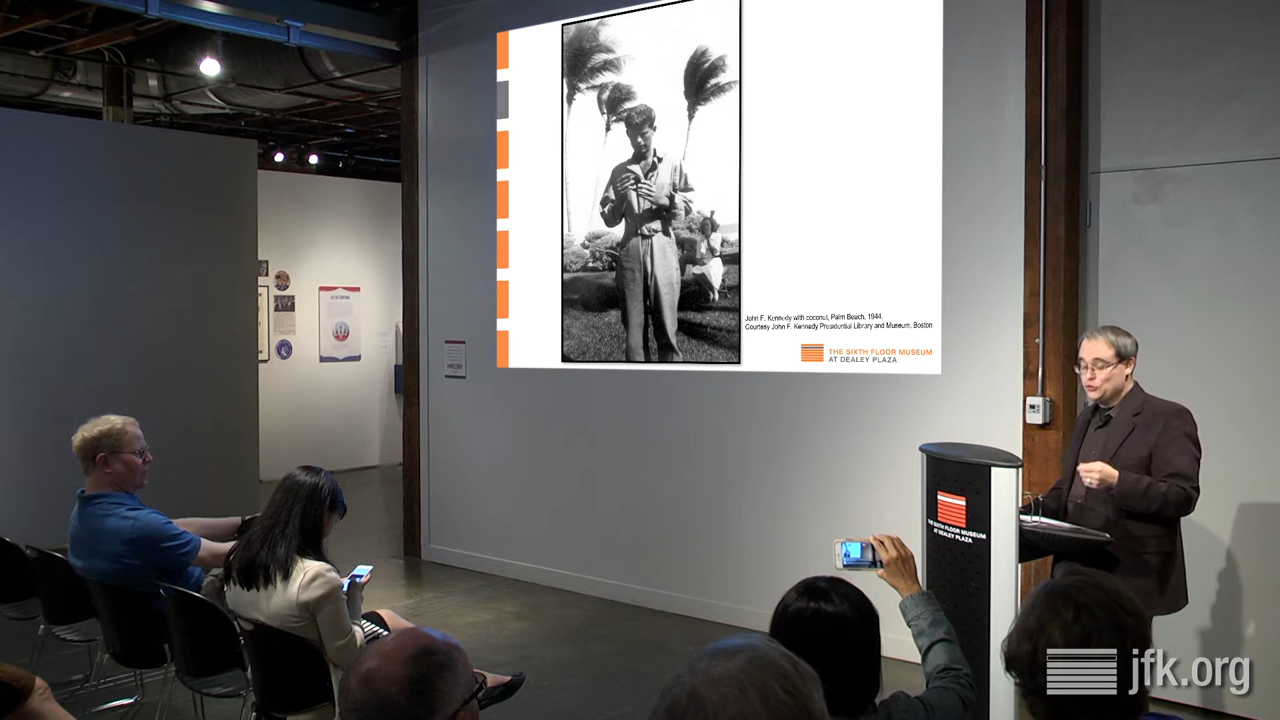 John F. Kennedy with coconut, Palm Beach, 1944.
Courtesy John F. Kennedy Presidential Library and Museum, Boston
THE SIXTH FLOOR MUSEUM
AT DEALEY PLAZA
THE SIXTH FLOOR MUSEUM
AT DEALEY PLAZA
jfk.org